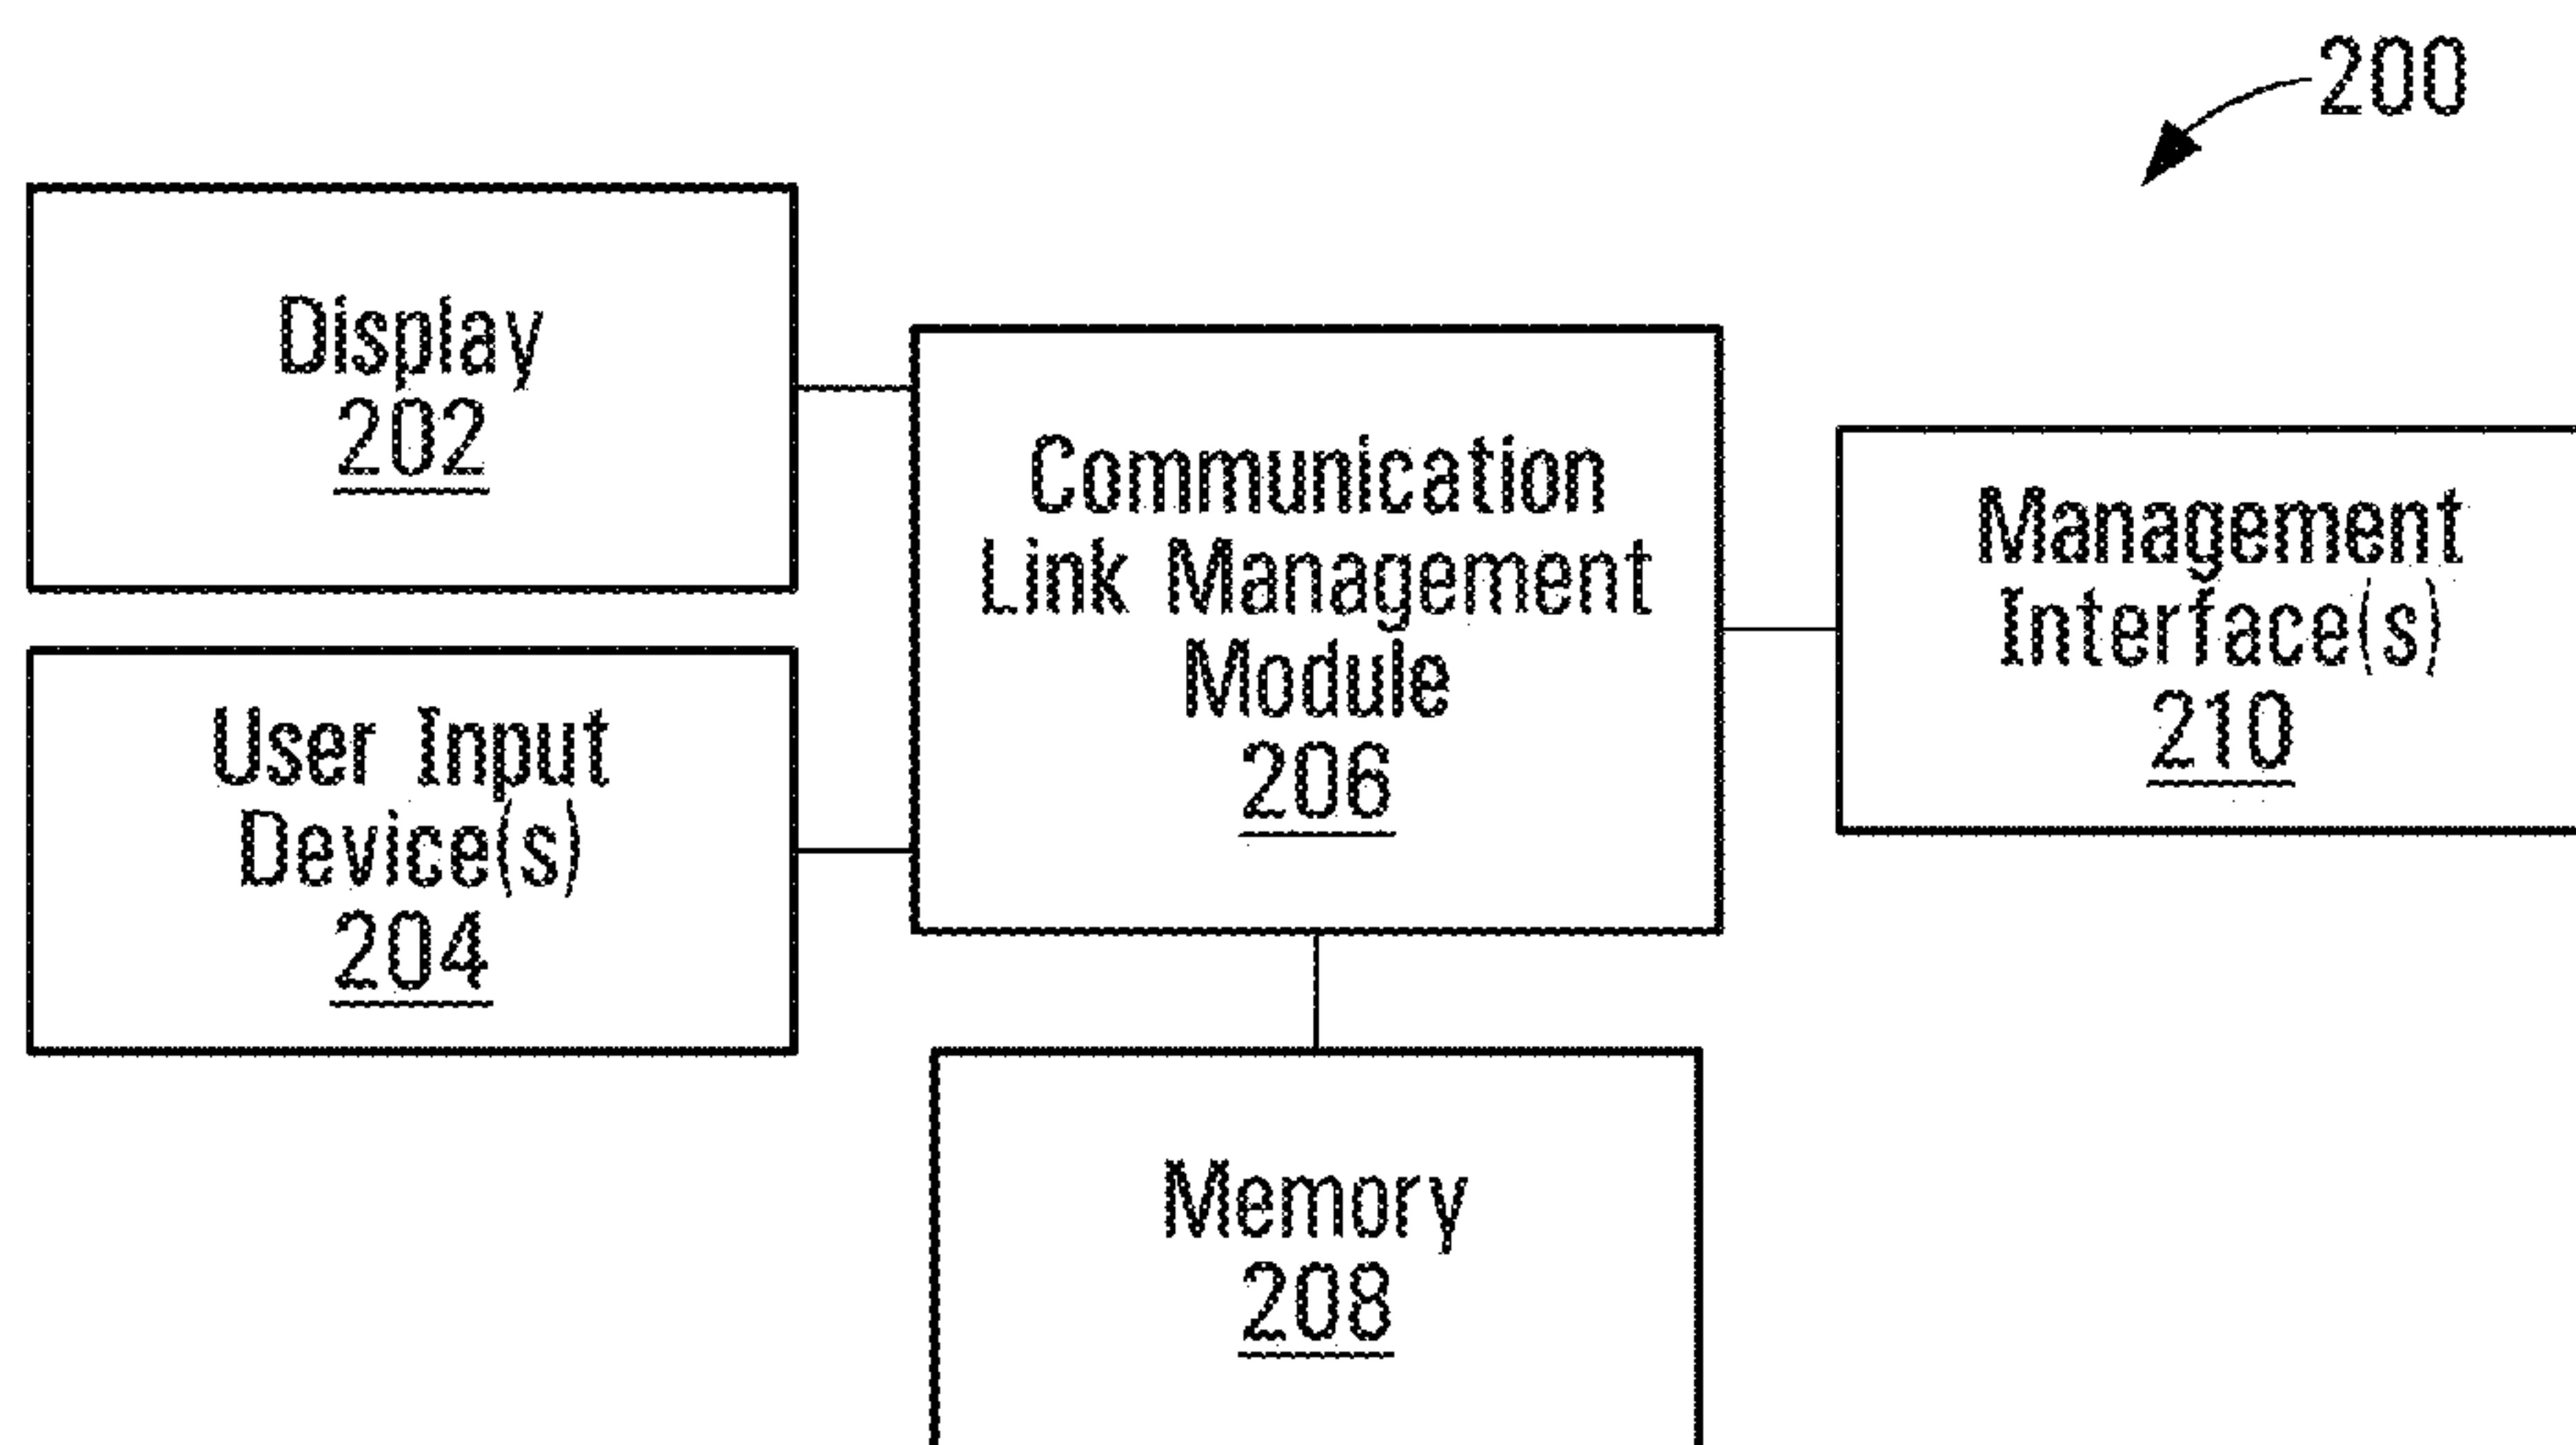 200
Display
202
Communication
Link Management
Module
206
Management
Interface(s)
210
User Input
Device(s)
204
Memory
208